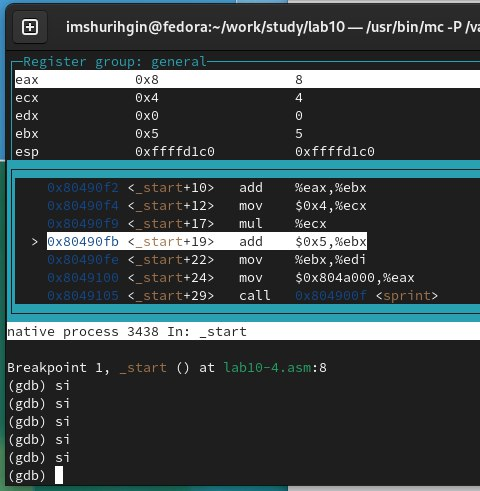 imshurihgin@fedora:~/work/study/lab10 — /usr/bin/mc -P /va
Register group: general
eax 0x8 8
ecx 0x4 4
edx 0x0 0
ebx 0x5 5
esp 0xffffd1c0 0xffffd1c0
0x80490f2 <_start+10> add %eax,%ebx
0x80490f4 <_start+12> mov $0x4,%ecx
0x80490f9 <_start+17> mul %ecx
> 0x80490fb <_start+19> add $0x5,%ebx
0x80490fe <_start+22> mov %ebx,%edi
0x8049100 <_start+24> mov $0x804a000,%eax
0x8049105 <_start+29> call 0x804900f <sprint>
native process 3438 In: _start
Breakpoint 1, _start () at lab10-4.asm:8
(gdb) si
(gdb) si
(gdb) si
(gdb) si
(gdb) si
(gdb)